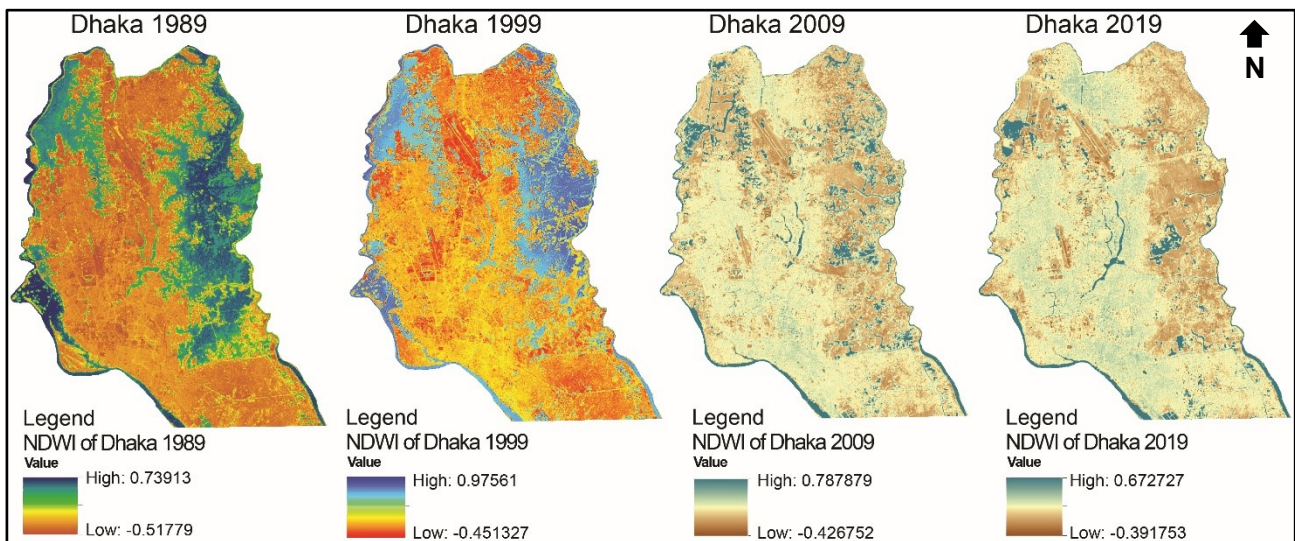 Dhaka 1989
Dhaka 1999
Dhaka 2009
Dhaka 2019
N
Legend
NDWI of Dhaka 1989
Value
High: 0.73913
Low: -0.51779
Legend
NDWI of Dhaka 1999
Value
High: 0.97561
Low: -0.451327
Legend
NDWI of Dhaka 2009
Value
High: 0.787879
Low: -0.426752
Legend
NDWI of Dhaka 2019
Value
High: 0.672727
Low: -0.391753